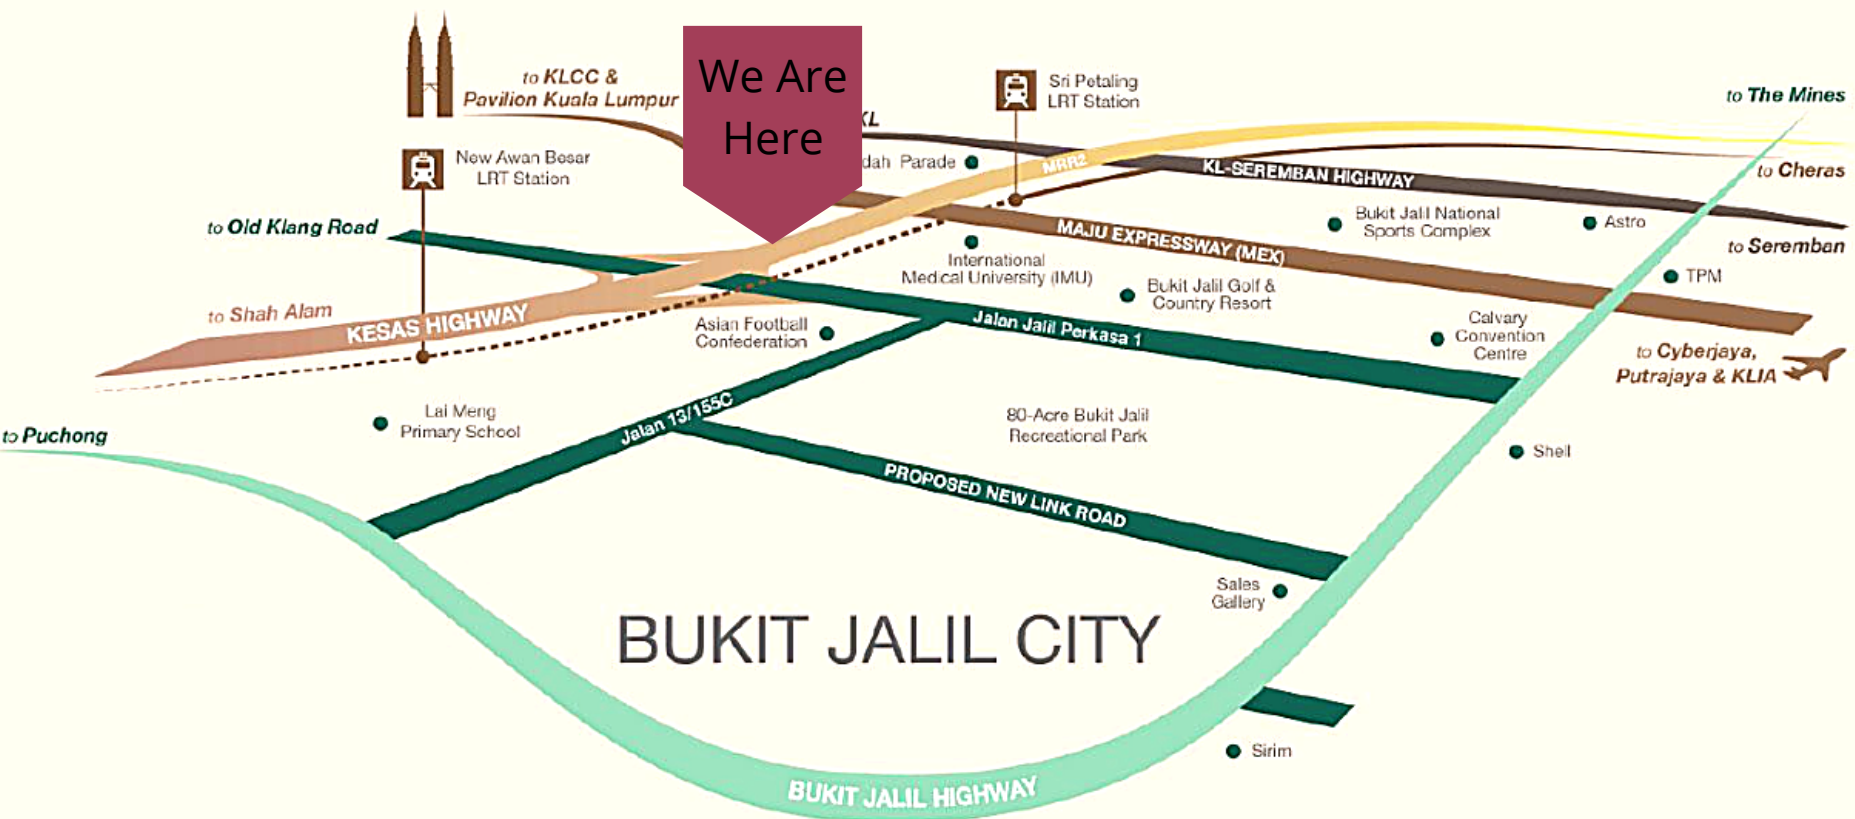 to KLCC &
Pavilion Kuala Lumpur
We Are
Here
KL
Sri Petaling
LRT Station
to The Mines
New Awan Besar
LRT Station
Parade
MRR2
KL-SEREMBAN HIGHWAY
to Cheras
to Old Klang Road
MAJU EXPRESSWAY (MEX)
Bukit Jalil National
Sports Complex
Astro
to Seremban
International
Medical University (IMU)
Bukit Jalil Golf &
Country Resort
TPM
to Shah Alam
KESAS HIGHWAY
Asian Football
Confederation
Jalan Jalil Perkasa 1
Calvary
Convention
Centre
to Cyberjaya,
Putrajaya & KLIA
Lai Meng
Primary School
Jalan 13/155C
80-Acre Bukit Jalil
Recreational Park
to Puchong
Shell
PROPOSED NEW LINK ROAD
Sales
Gallery
BUKIT JALIL CITY
Sirim
BUKIT JALIL HIGHWAY